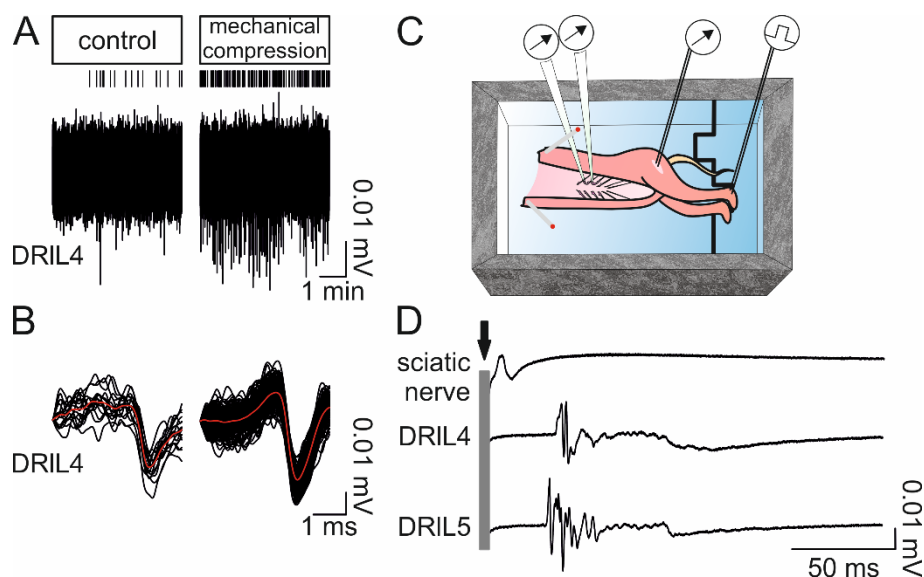 A
control
mechanical
compression
DRIL4
0.01 mV
1 min
B
DRIL4
0.01 mV
1 ms
C
D
sciatic
nerve
DRIL4
DRIL5
0.01 mV
50 ms